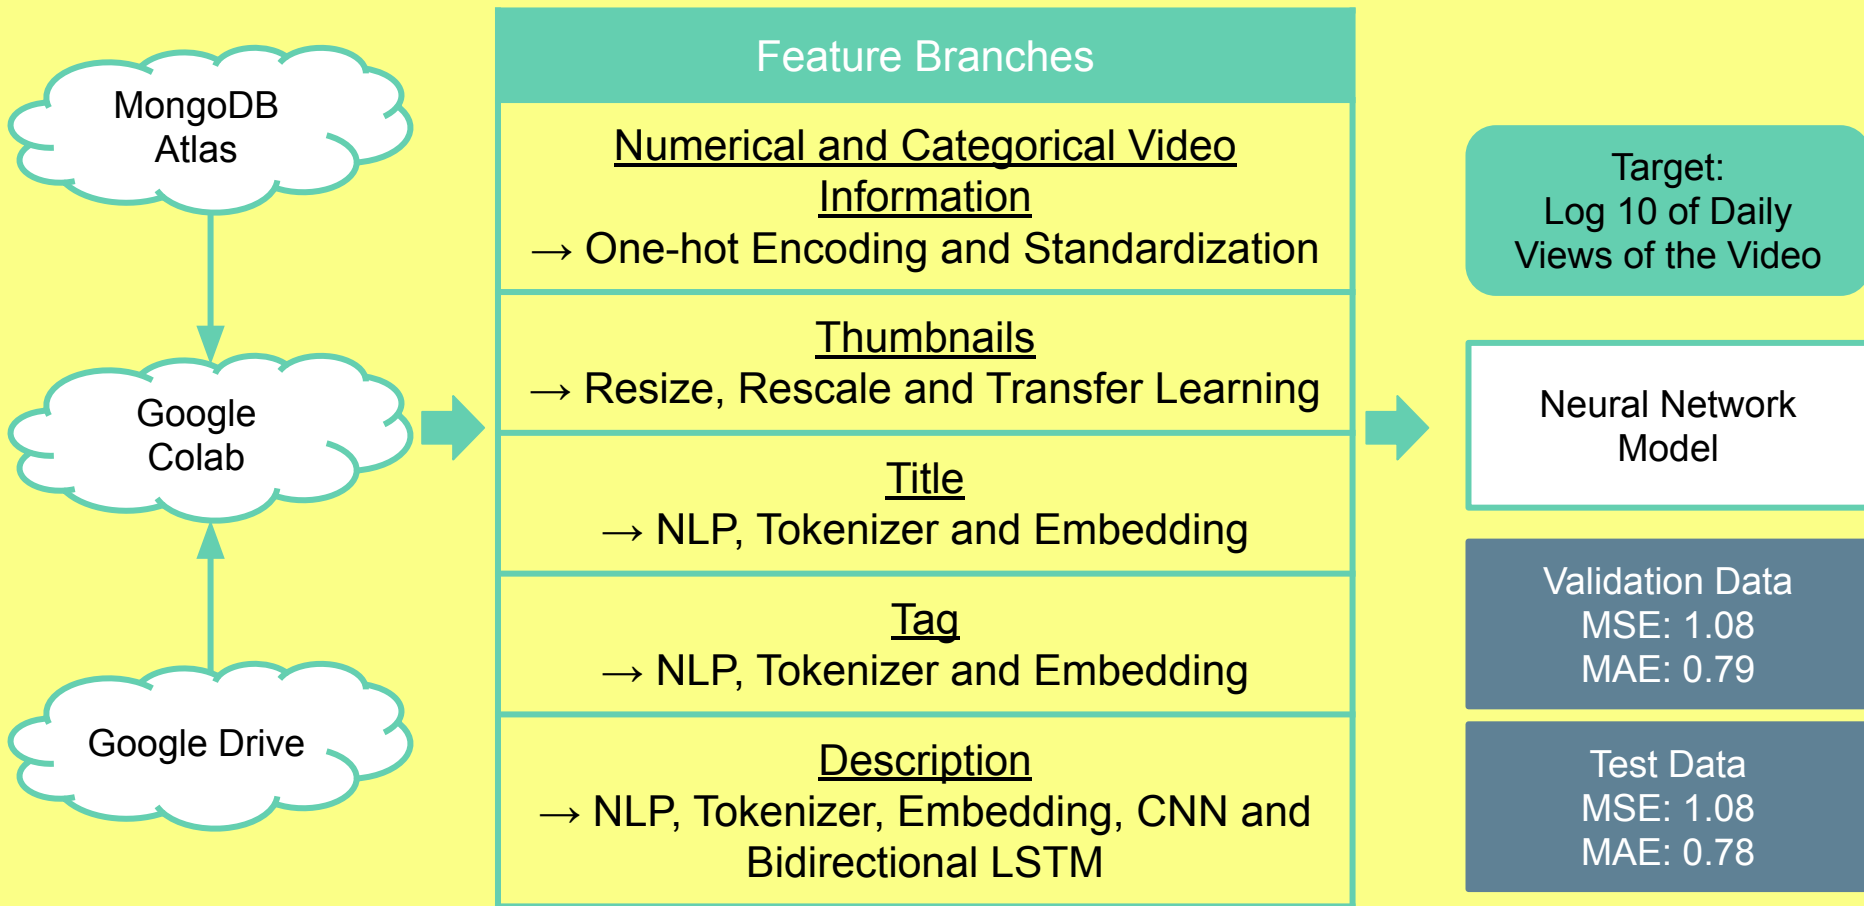 MongoDB
Atlas
Google
Colab
Google Drive
Feature Branches
Numerical and Categorical Video
Information
→ One-hot Encoding and Standardization
Thumbnails
→ Resize, Rescale and Transfer Learning
Title
→ NLP, Tokenizer and Embedding
Tag
→ NLP, Tokenizer and Embedding
Description
→ NLP, Tokenizer, Embedding, CNN and
Bidirectional LSTM
Target:
Log 10 of Daily
Views of the Video
Neural Network
Model
Validation Data
MSE: 1.08
MAE: 0.79
Test Data
MSE: 1.08
MAE: 0.78